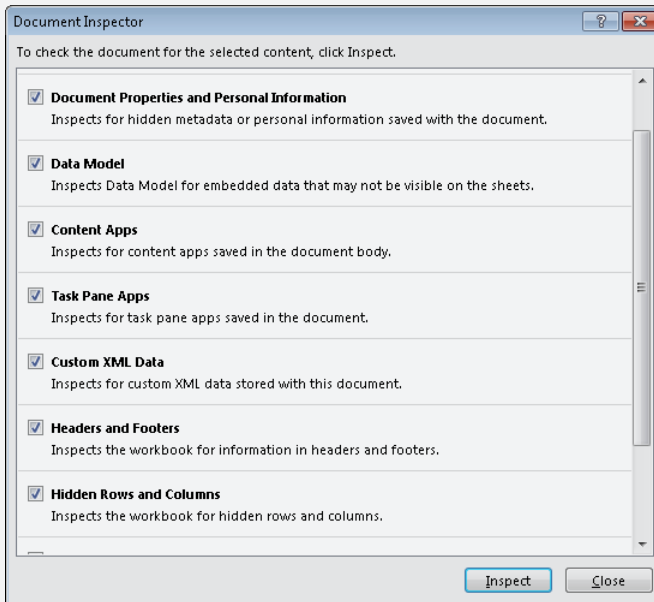 Document Inspector
To check the document for the selected content, click Inspect.
Document Properties and Personal Information
Inspects for hidden metadata or personal information saved with the document.
Data Model
Inspects Data Model for embedded data that may not be visible on the sheets.
Content Apps
Inspects for content apps saved in the document body.
Task Pane Apps
Inspects for task pane apps saved in the document.
Custom XML Data
Inspects for custom XML data stored with this document.
Headers and Footers
Inspects the workbook for information in headers and footers.
Hidden Rows and Columns
Inspects the workbook for hidden rows and columns.
Inspect Close